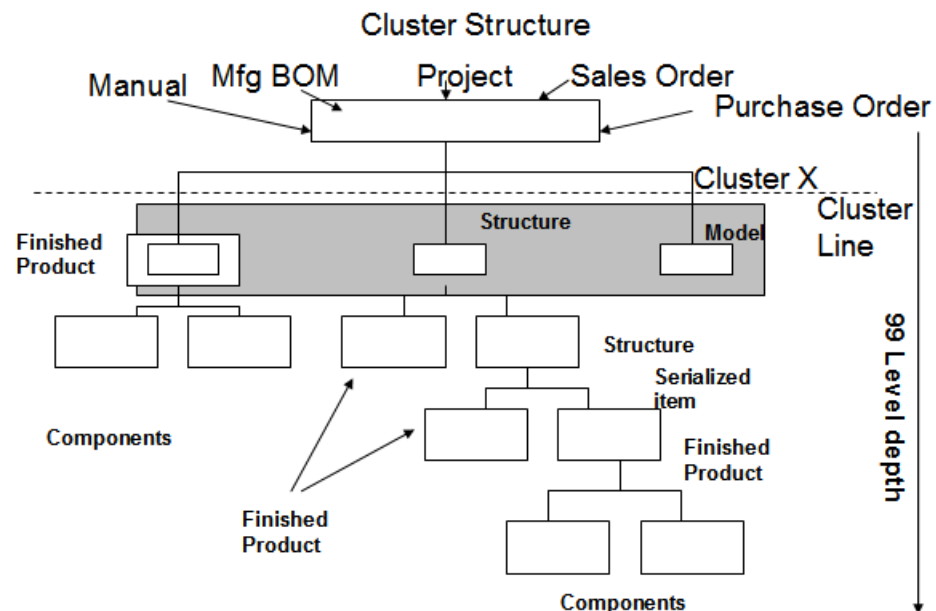 Cluster Structure
Manual
Mfg BOM
Project
Sales Order
Purchase Order
Cluster X
Cluster
Line
Finished
Product
Structure
Model
Structure
Serialized
item
Components
Finished
Product
Finished
Product
Components
99 Level depth